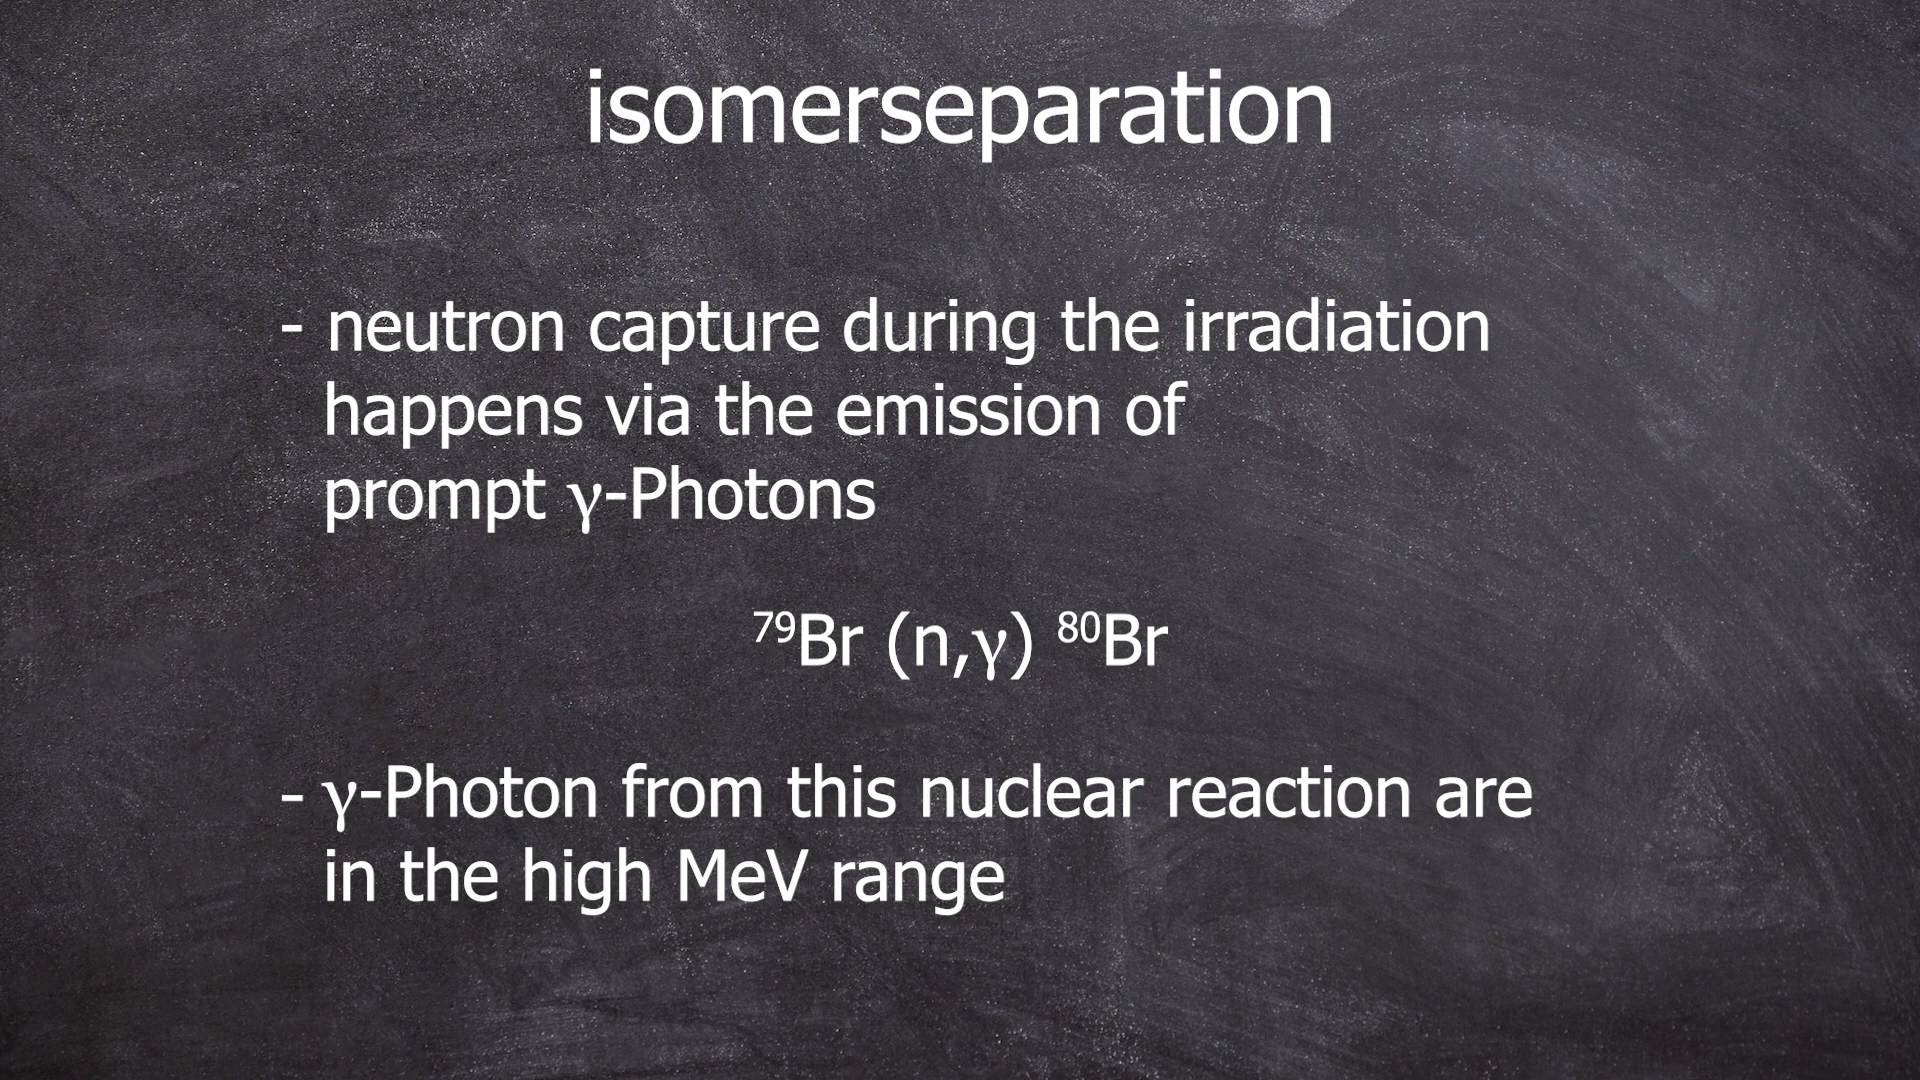 isomerseparation
- neutron capture during the irradiation
happens via the emission of
prompt γ-Photons
⁷⁹Br (n,γ) ⁸⁰Br
- γ-Photon from this nuclear reaction are
in the high MeV range